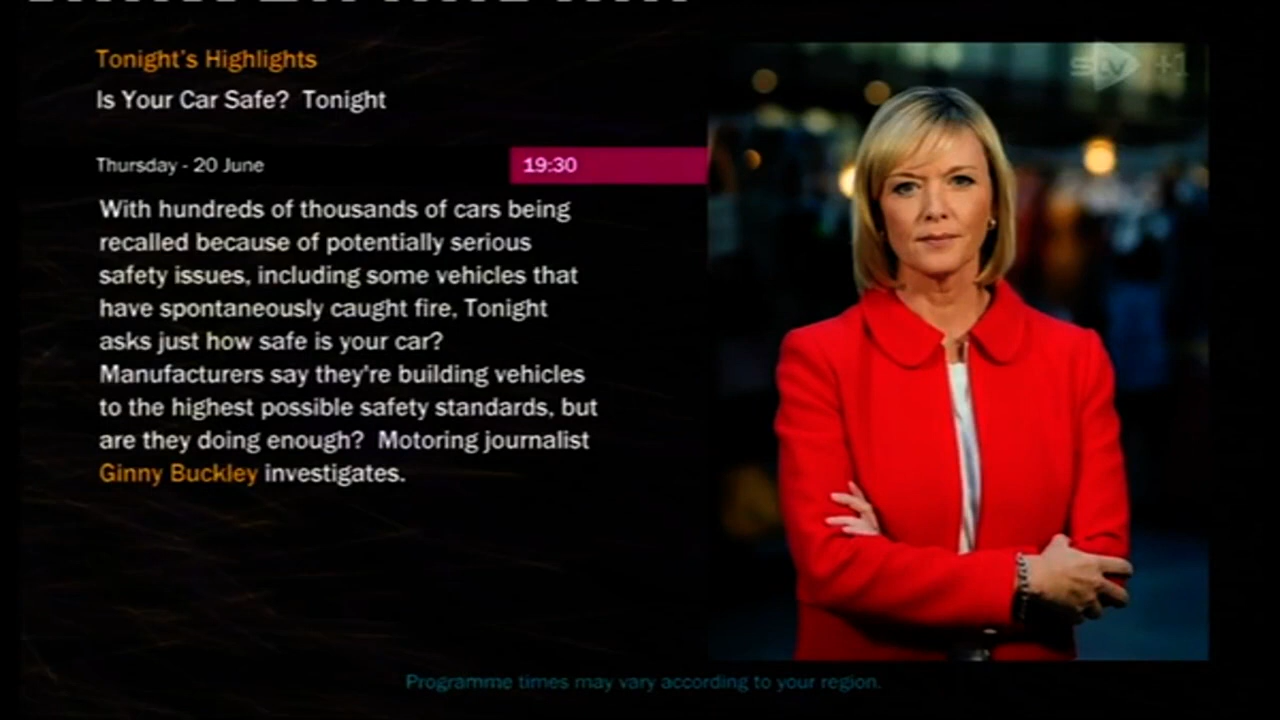 Tonight's Highlights
Is Your Car Safe? Tonight
Thursday - 20 June
19:30
With hundreds of thousands of cars being
recalled because of potentially serious
safety issues, including some vehicles that
have spontaneously caught fire, Tonight
asks just how safe is your car?
Manufacturers say they're building vehicles
to the highest possible safety standards, but
are they doing enough? Motoring journalist
Ginny Buckley investigates.
stv +1
Programme times may vary according to your region.